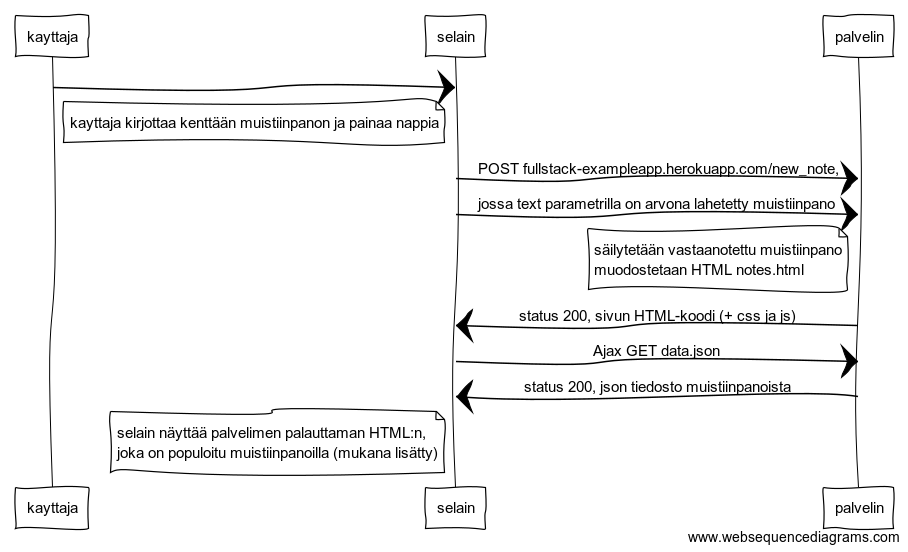 kayttaja
selain
palvelin
kayttaja kirjottaa kenttään muistiinpanon ja painaa nappia
POST fullstack-exampleapp.herokuapp.com/new_note,
jossa text parametrilla on arvona lahetetty muistiinpano
säilytetään vastaanotettu muistiinpano
muodostetaan HTML notes.html
status 200, sivun HTML-koodi (+ css ja js)
Ajax GET data.json
status 200, json tiedosto muistiinpanoista
selain näyttää palvelimen palauttaman HTML:n,
joka on populoitu muistiinpanoilla (mukana lisätty)
kayttaja
selain
palvelin
www.websequencediagrams.com